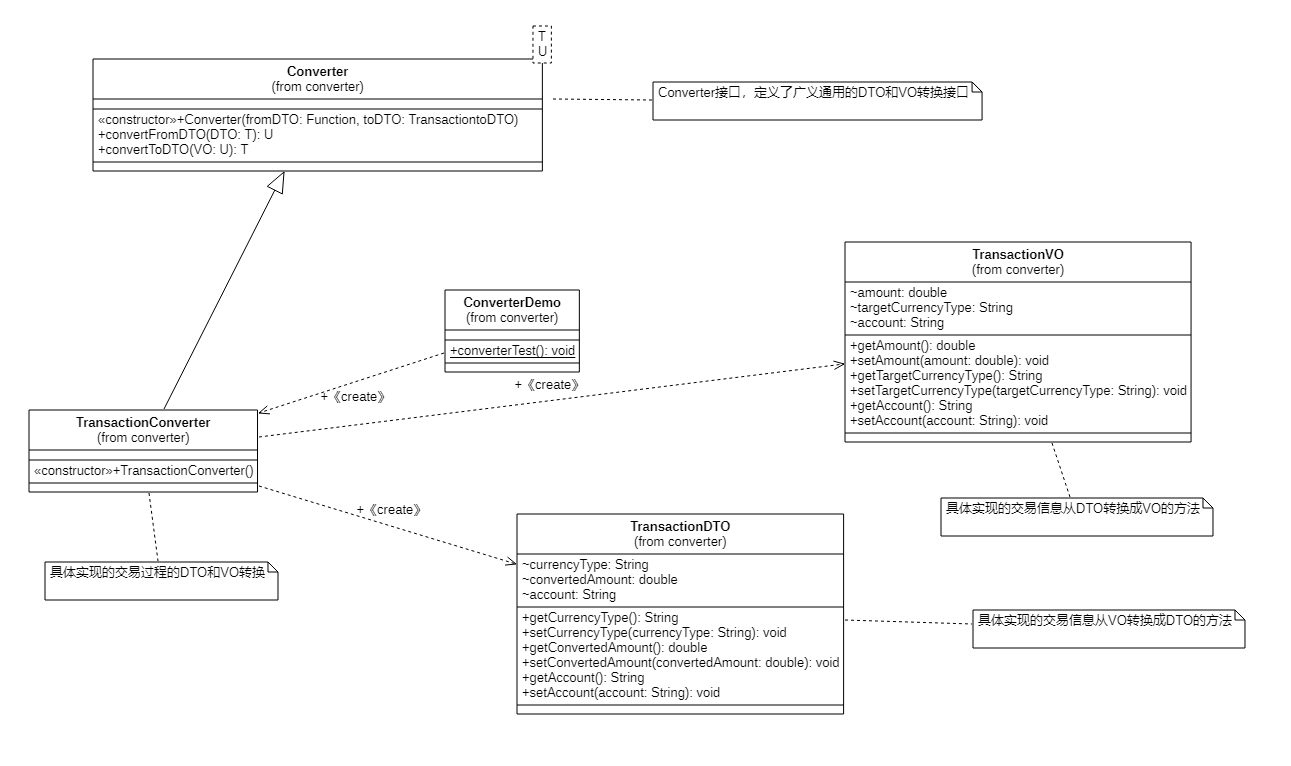 T
U
Converter
(from converter)
«constructor»+Converter(fromDTO: Function, toDTO: TransactiontoDTO)
+convertFromDTO(DTO: T): U
+convertToDTO(VO: U): T
Converter接口，定义了广义通用的DTO和VO转换接口
TransactionVO
(from converter)
~amount: double
~targetCurrencyType: String
~account: String
+getAmount(): double
+setAmount(amount: double): void
+getTargetCurrencyType(): String
+setTargetCurrencyType(targetCurrencyType: String): void
+getAccount(): String
+setAccount(account: String): void
ConverterDemo
(from converter)
+converterTest(): void
+《create》
+《create》
TransactionConverter
(from converter)
«constructor»+TransactionConverter()
+《create》
具体实现的交易信息从DTO转换成VO的方法
TransactionDTO
(from converter)
~currencyType: String
~convertedAmount: double
~account: String
+getCurrencyType(): String
+setCurrencyType(currencyType: String): void
+getConvertedAmount(): double
+setConvertedAmount(convertedAmount: double): void
+getAccount(): String
+setAccount(account: String): void
具体实现的交易过程的DTO和VO转换
具体实现的交易信息从VO转换成DTO的方法